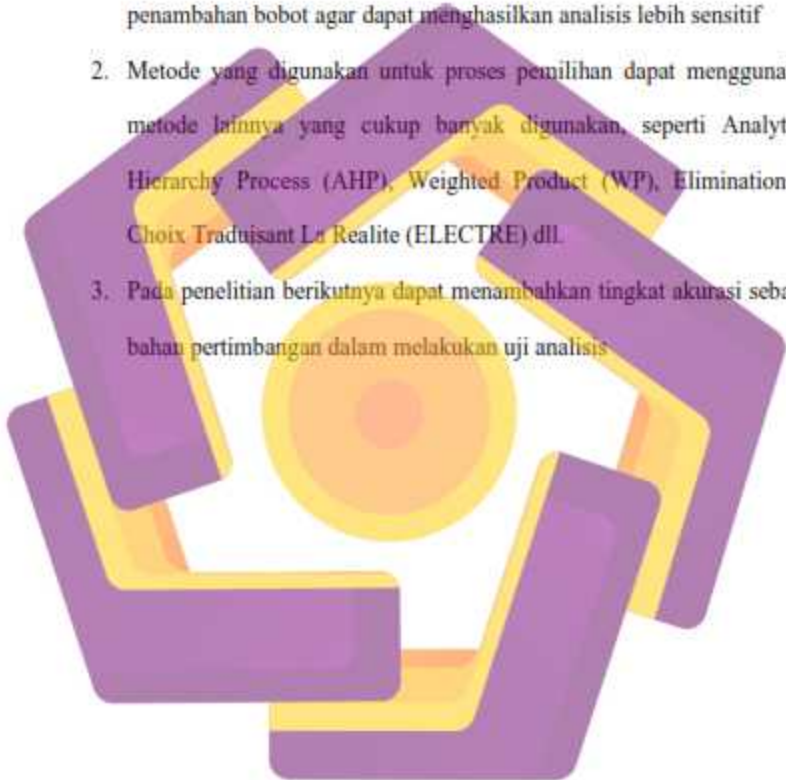 penambahan bobot agar dapat menghasilkan analisis lebih sensitif
2. Metode yang digunakan untuk proses pemilihan dapat mengguna
metode lainnya yang cukup banyak digunakan, seperti Analyt
Hierarchy Process (AHP), Weighted Product (WP), Elimination
Choix Traduisant La Realite (ELECTRE) dll.
3. Pada penelitian berikutnya dapat menambahkan tingkat akurasi seba
bahan pertimbangan dalam melakukan uji analisis